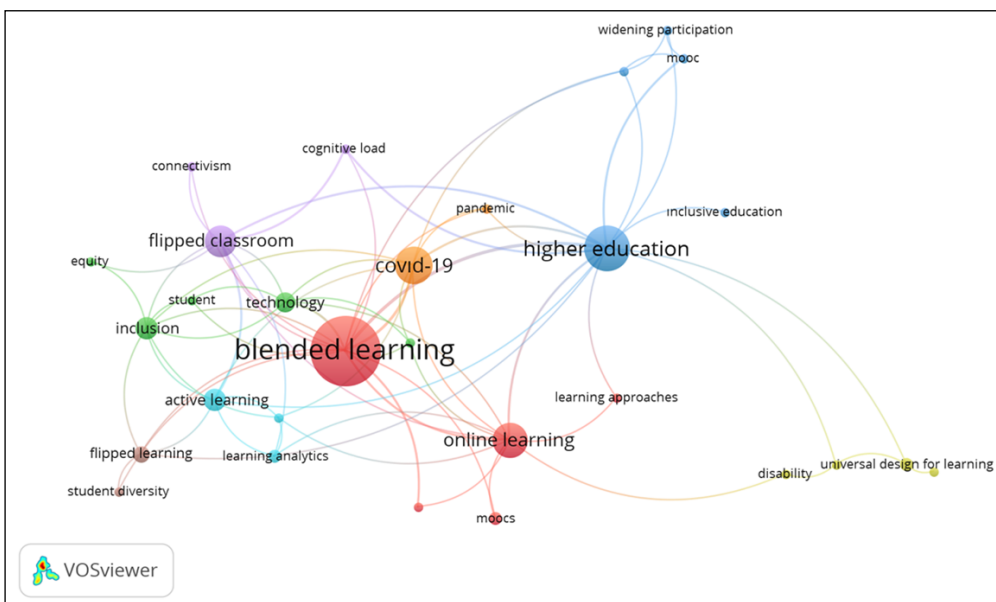 widening participation
mooc
cognitive load
connectivism
pandemic
inclusive education
flipped classroom
higher education
equity
covid-19
student
technology
inclusion
blended learning
active learning
learning approaches
online learning
flipped learning
learning analytics
universal design for learning
disability
student diversity
moocs
VOSviewer